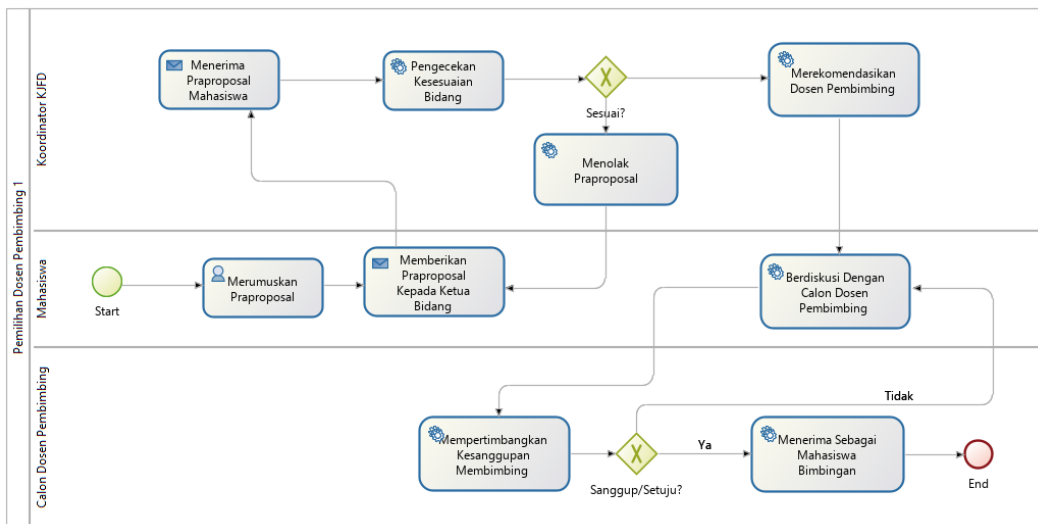 Pemilihan Dosen Pembimbing 1
Koordinator KJFD
Menerima
Praproposal
Mahasiswa
Pengecekan
Kesesuaian
Bidang
Sesuai?
Merekomendasikan
Dosen Pembimbing
Menolak
Praproposal
Mahasiswa
Start
Merumuskan
Praproposal
Memberikan
Praproposal
Kepada Ketua
Bidang
Berdiskusi Dengan
Calon Dosen
Pembimbing
Calon Dosen Pembimbing
Mempertimbangkan
Kesanggupan
Membimbing
Sanggup/Setuju?
Tidak
Ya
Menerima Sebagai
Mahasiswa
Bimbingan
End